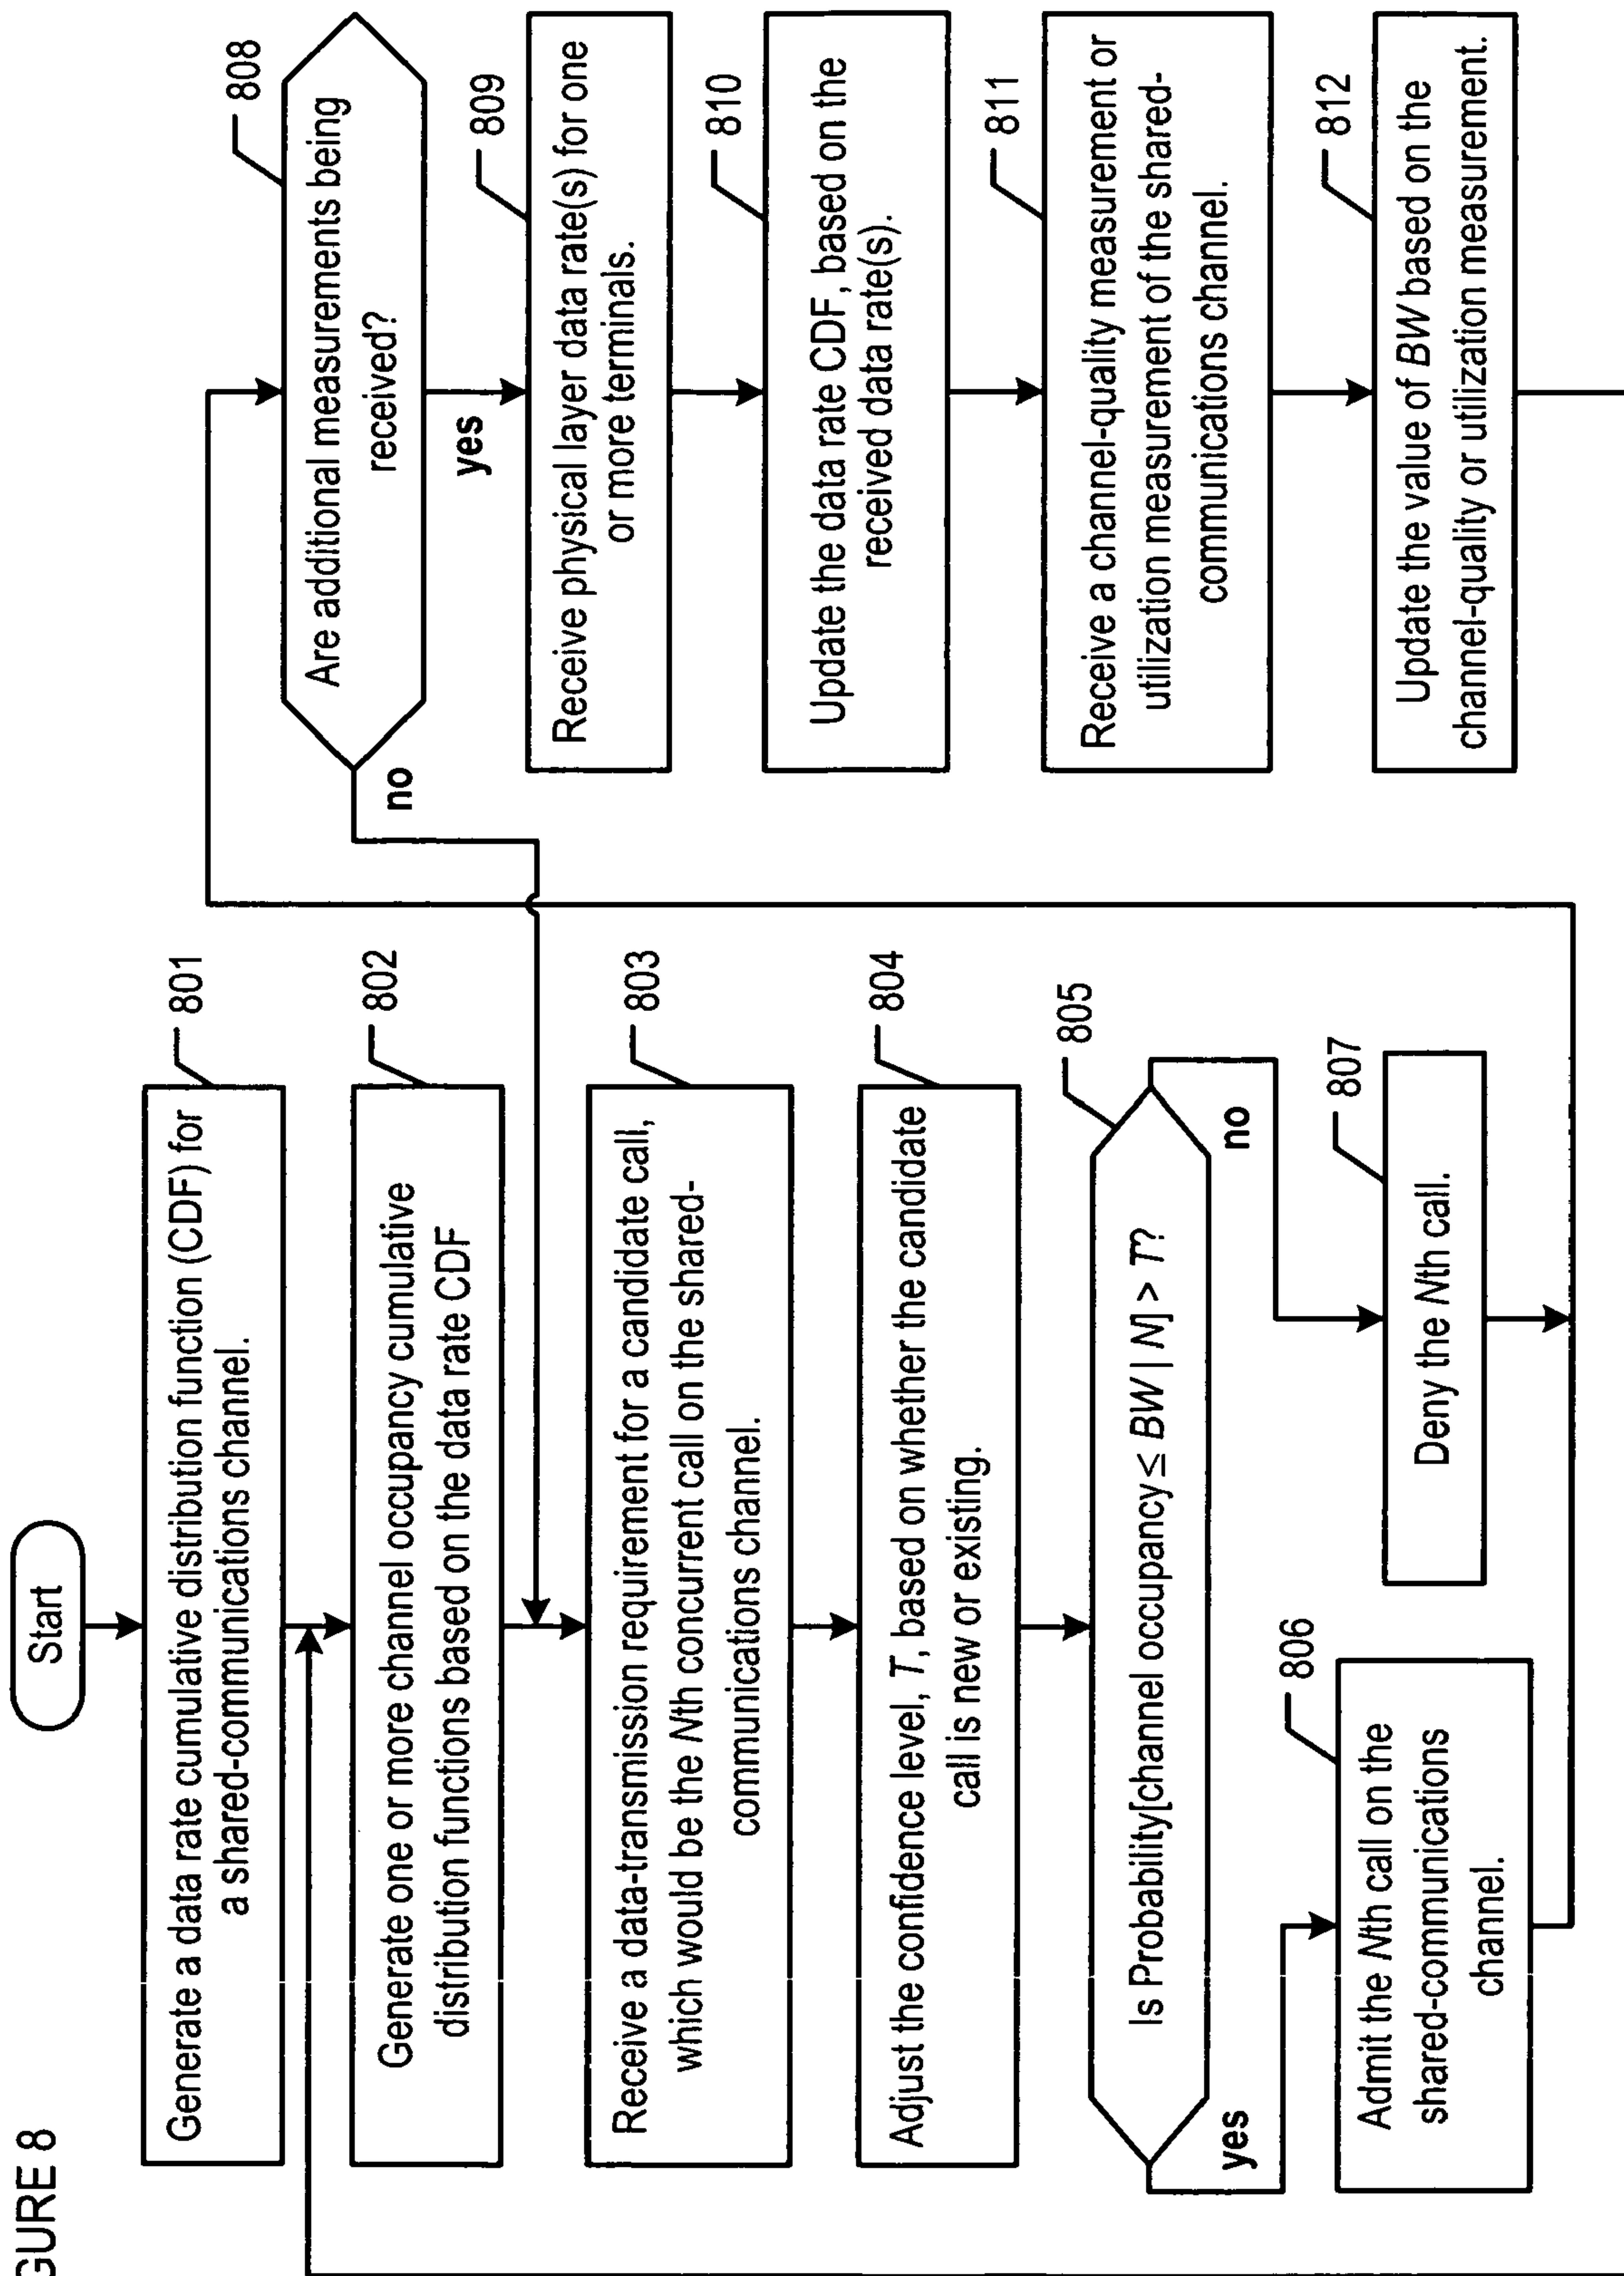 GURE 8
Start
801
Generate a data rate cumulative distribution function (CDF) for
a shared-communications channel.
802
Generate one or more channel occupancy cumulative
distribution functions based on the data rate CDF
803
Receive a data-transmission requirement for a candidate call,
which would be the Nth concurrent call on the shared-
communications channel.
804
Adjust the confidence level, T, based on whether the candidate
call is new or existing.
805
Is Probability[channel occupancy ≤ BW | N] > T?
yes
no
806
Admit the Nth call on the
shared-communications
channel.
807
Deny the Nth call.
808
Are additional measurements being
received?
no
yes
809
Receive physical layer data rate(s) for one
or more terminals.
810
Update the data rate CDF, based on the
received data rate(s).
811
Receive a channel-quality measurement or
utilization measurement of the shared-
communications channel.
812
Update the value of BW based on the
channel-quality or utilization measurement.